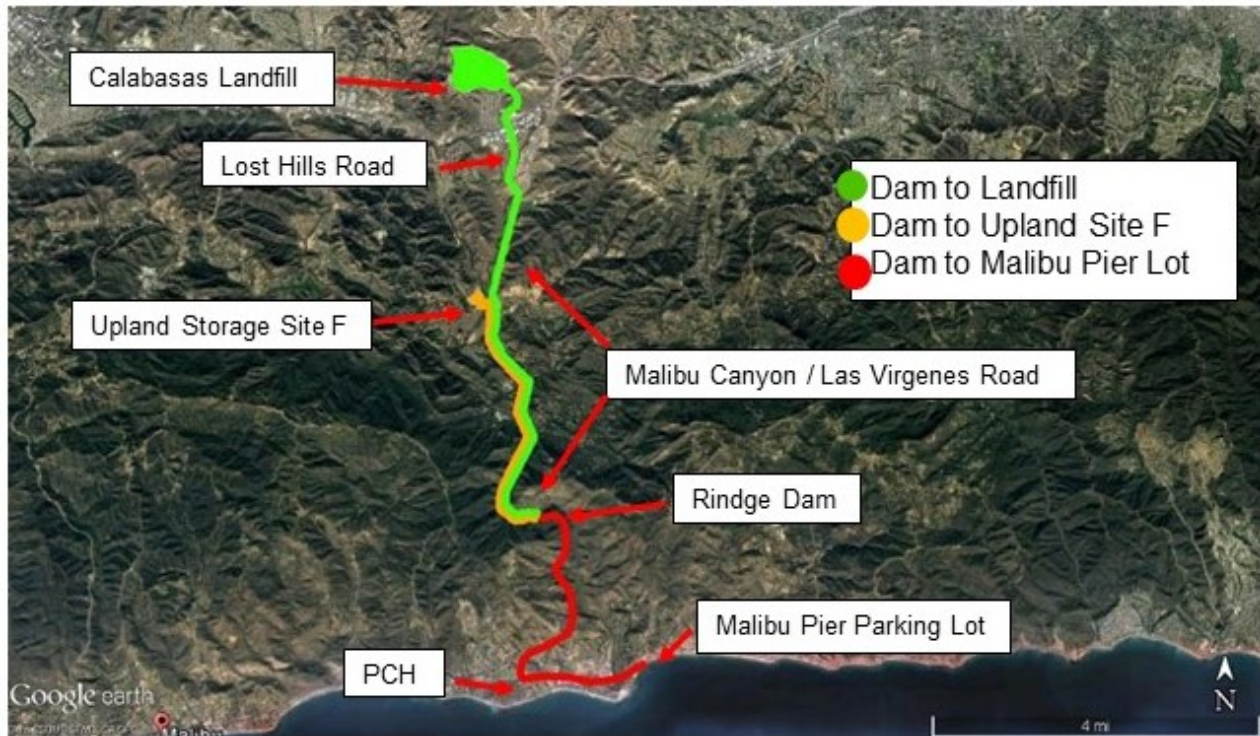 Calabasas Landfill
Lost Hills Road
Dam to Landfill
Dam to Upland Site F
Dam to Malibu Pier Lot
Upland Storage Site F
Malibu Canyon / Las Virgenes Road
Rindge Dam
Malibu Pier Parking Lot
PCH
Google earth
N
Malibu
4 mi